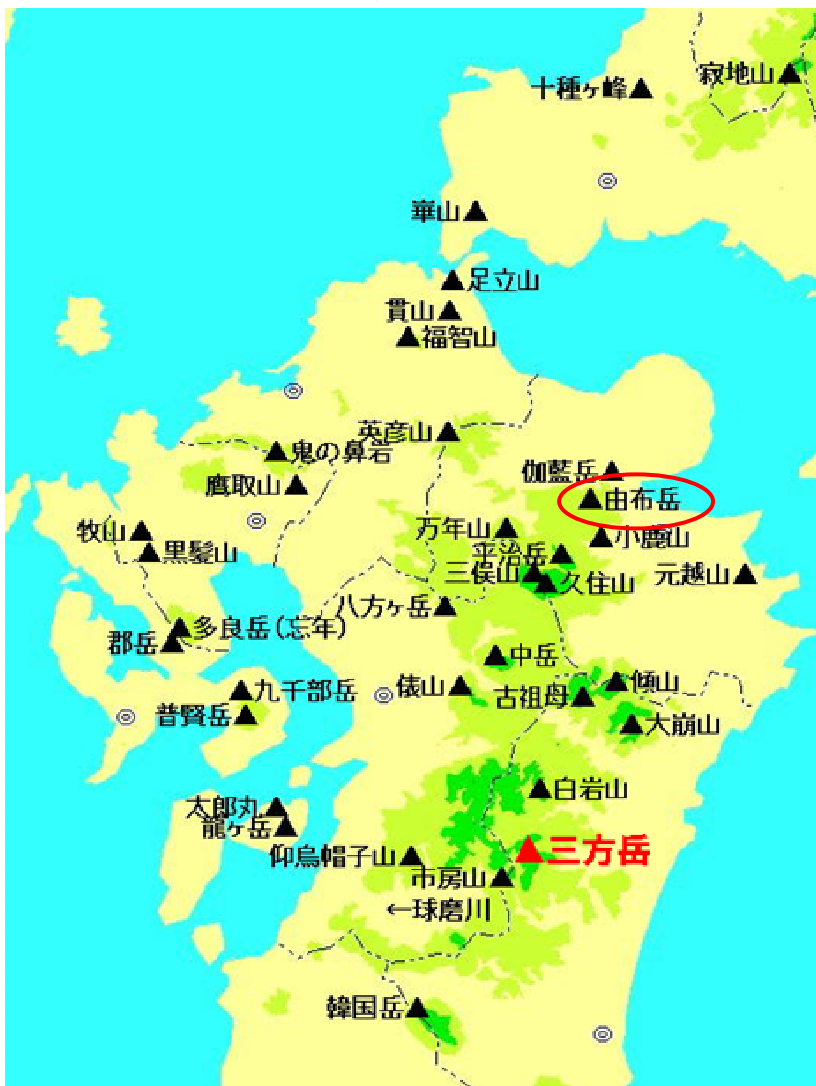 寂地山
十種ヶ峰
華山
足立山
貫山
福智山
英彦山
鬼の鼻岩
伽藍岳
鷹取山
由布岳
牧山
万年山
小鹿山
黒髪山
平治岳
三俣山
久住山
元越山
八方ヶ岳
多良岳(忘年)
郡岳
中岳
九千部岳
俵山
傾山
古祖母
普賢岳
大崩山
白岩山
太郎丸
龍ヶ岳
三方岳
仰烏帽子山
市房山
←球磨川
韓国岳